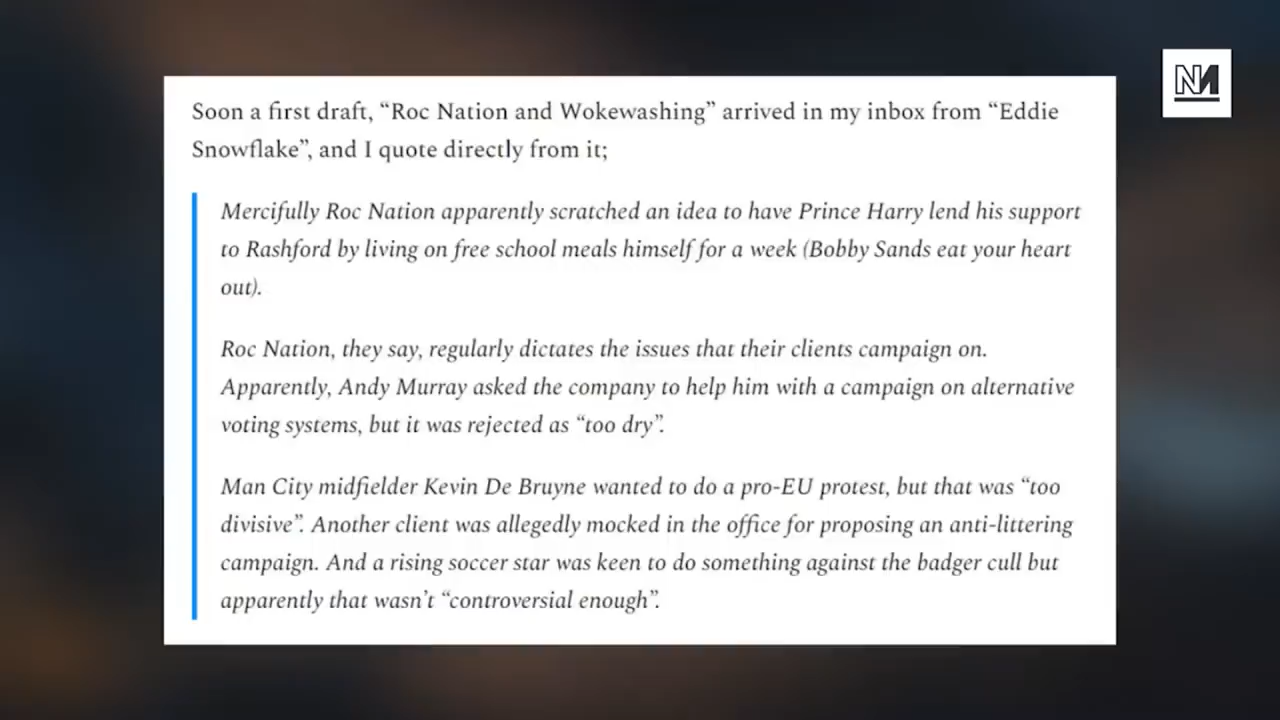 NM
Soon a first draft, “Roc Nation and Wokewashing” arrived in my inbox from “Eddie
Snowflake”, and I quote directly from it;
Mercifully Roc Nation apparently scratched an idea to have Prince Harry lend his support
to Rashford by living on free school meals himself for a week (Bobby Sands eat your heart
out).
Roc Nation, they say, regularly dictates the issues that their clients campaign on.
Apparently, Andy Murray asked the company to help him with a campaign on alternative
voting systems, but it was rejected as “too dry”.
Man City midfielder Kevin De Bruyne wanted to do a pro-EU protest, but that was “too
divisive”. Another client was allegedly mocked in the office for proposing an anti-littering
campaign. And a rising soccer star was keen to do something against the badger cull but
apparently that wasn’t “controversial enough”.